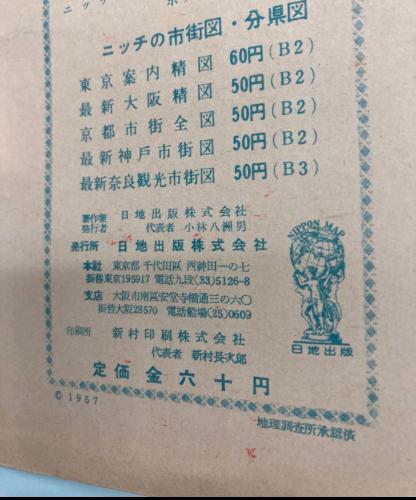 ニッチの市街図・分県図
東京案内精図 60円(B2)
最新大阪精図 50円(B2)
京都市街全図 50円(B2)
最新神戸市街図 50円(B2)
最新奈良観光市街図 50円(B3)
著作兼発行者 日地出版株式会社
代表者 小林八洲男
発行所 日地出版株式会社
本社 東京都千代田區西神田一の七
振替東京195917 電話九段(33)5126-8
支店 大阪市南區安堂寺橋通三の六〇
振替大阪28570 電話船場(25)0609
印刷所 新村印刷株式会社
代表者 新村長次郎
定価金六十円
NIPPON MAP
日地出版
© 1957
地理調査所承認済